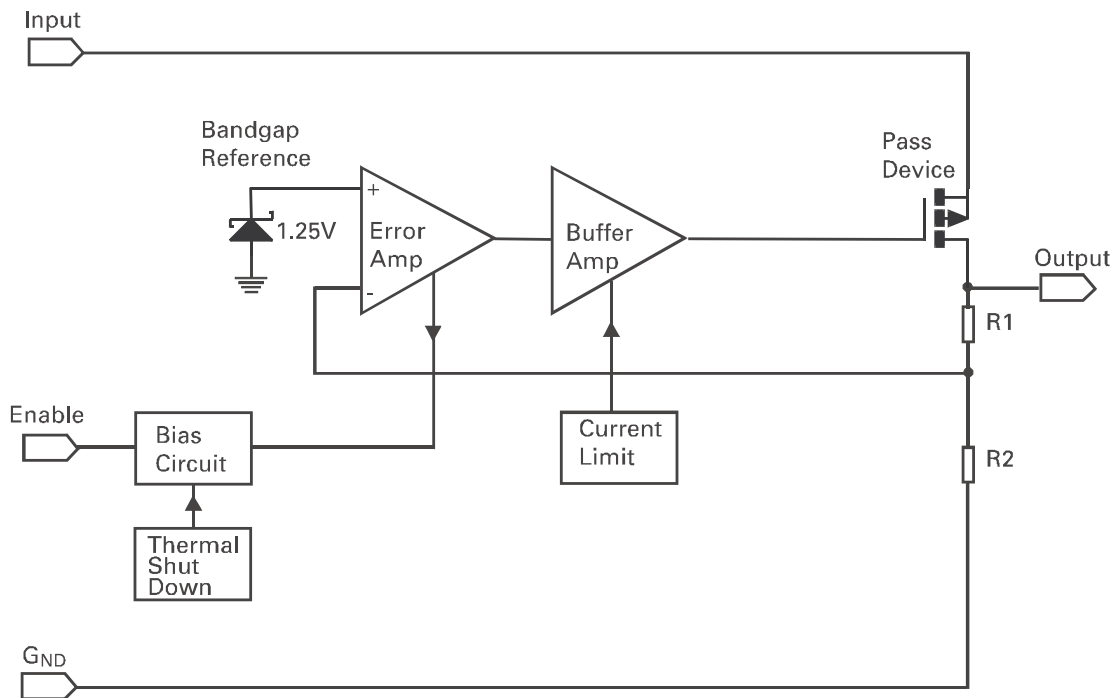 Input
Bandgap
Reference
Pass
Device
+
1.25V
Error
Amp
Buffer
Amp
-
Output
R1
Enable
Bias
Circuit
Current
Limit
R2
Thermal
Shut
Down
GND